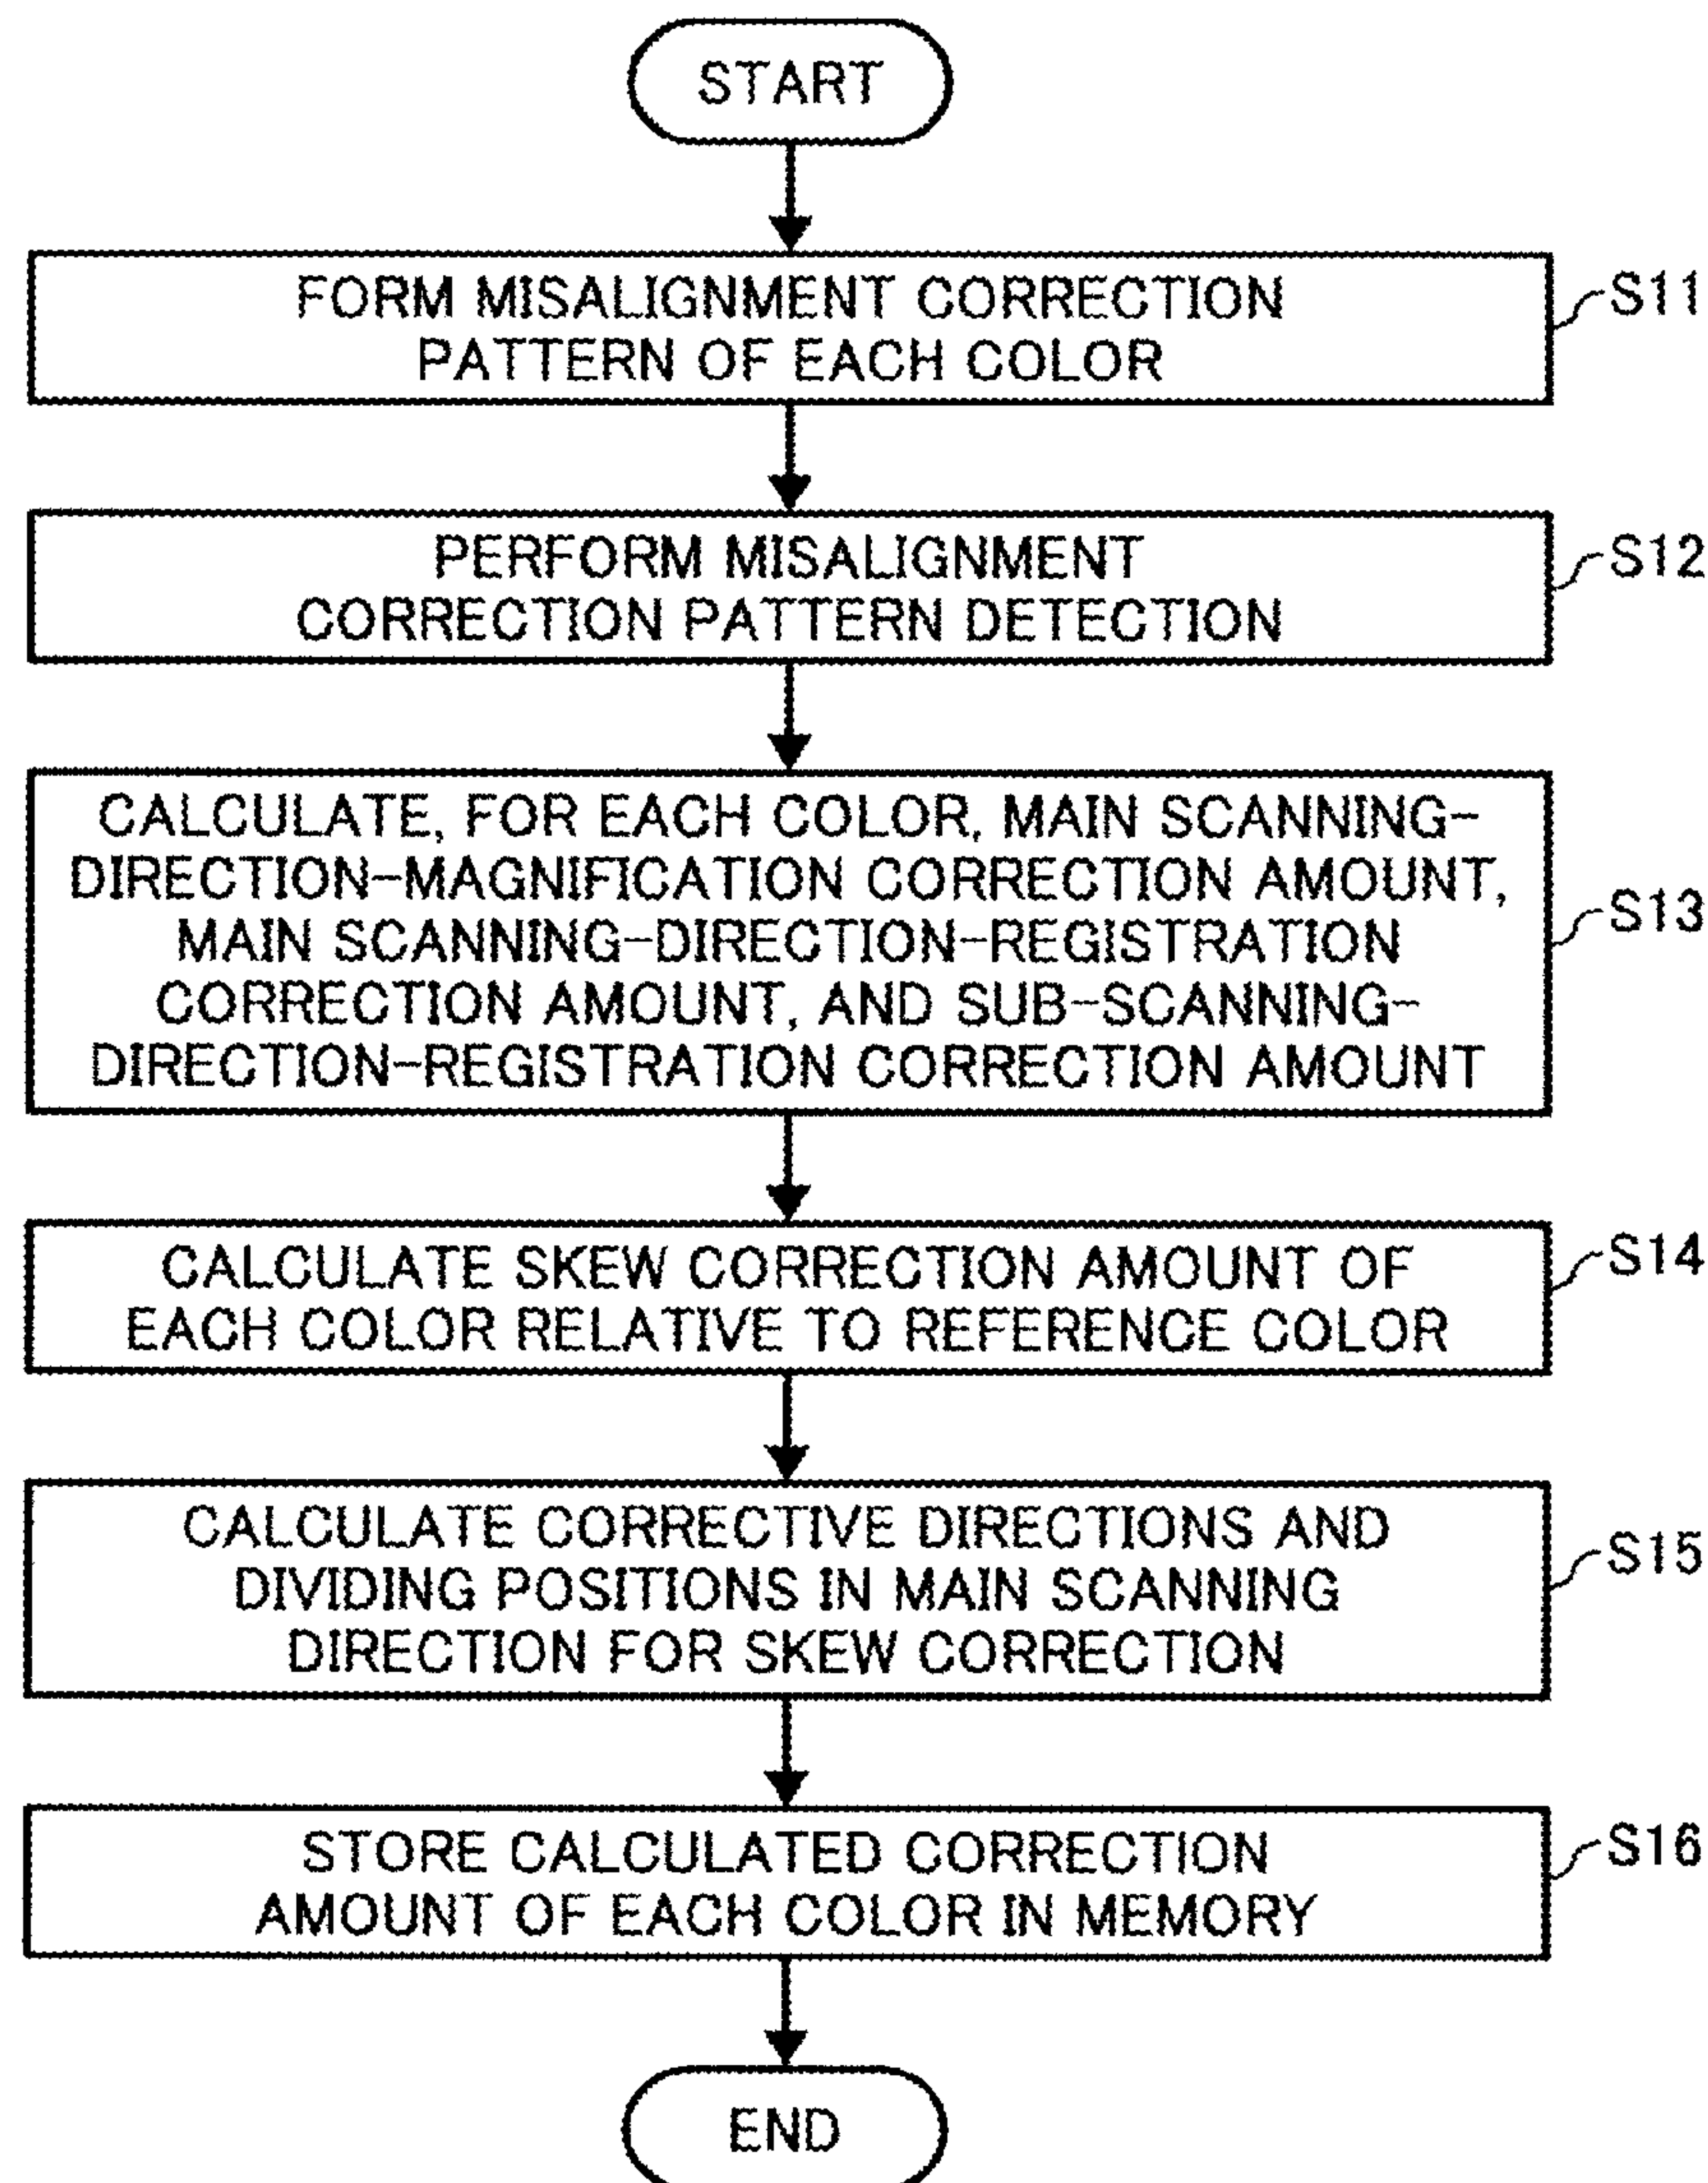 START
FORM MISALIGNMENT CORRECTION
PATTERN OF EACH COLOR
S11
PERFORM MISALIGNMENT
CORRECTION PATTERN DETECTION
S12
CALCULATE, FOR EACH COLOR, MAIN SCANNING-
DIRECTION-MAGNIFICATION CORRECTION AMOUNT,
MAIN SCANNING-DIRECTION-REGISTRATION
CORRECTION AMOUNT, AND SUB-SCANNING-
DIRECTION-REGISTRATION CORRECTION AMOUNT
S13
CALCULATE SKEW CORRECTION AMOUNT OF
EACH COLOR RELATIVE TO REFERENCE COLOR
S14
CALCULATE CORRECTIVE DIRECTIONS AND
DIVIDING POSITIONS IN MAIN SCANNING
DIRECTION FOR SKEW CORRECTION
S15
STORE CALCULATED CORRECTION
AMOUNT OF EACH COLOR IN MEMORY
S16
END